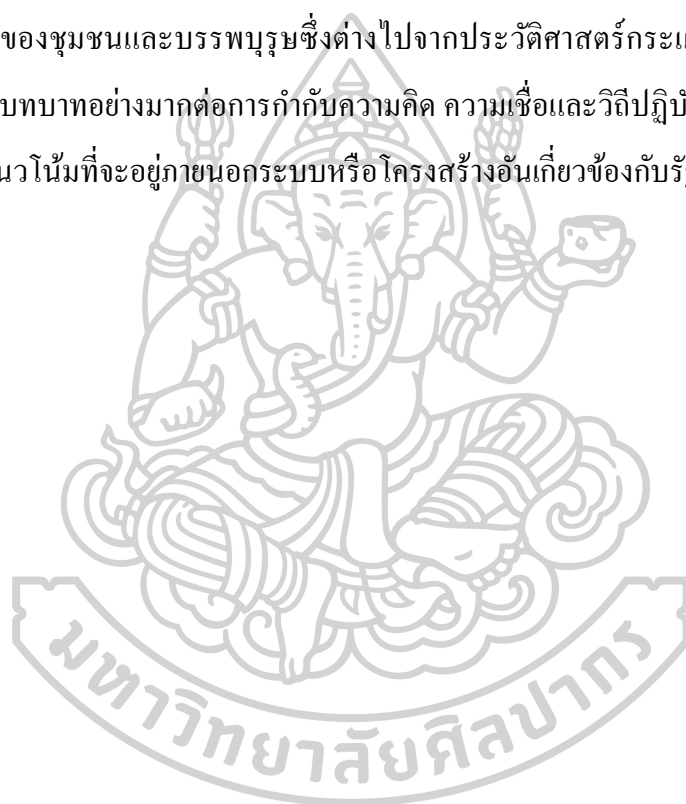 ของชุมชนและบรรพบุรุษซึ่งต่างไปจากประวัติศาสตร์กระแ
บทบาทอย่างมากต่อการกำกับความคิด ความเชื่อและวิถีปฏิบั
นวโน้มที่จะอยู่ภายนอกระบบหรือโครงสร้างอันเกี่ยวข้องกับรั
มหาวิทยาลัยศิลปากร